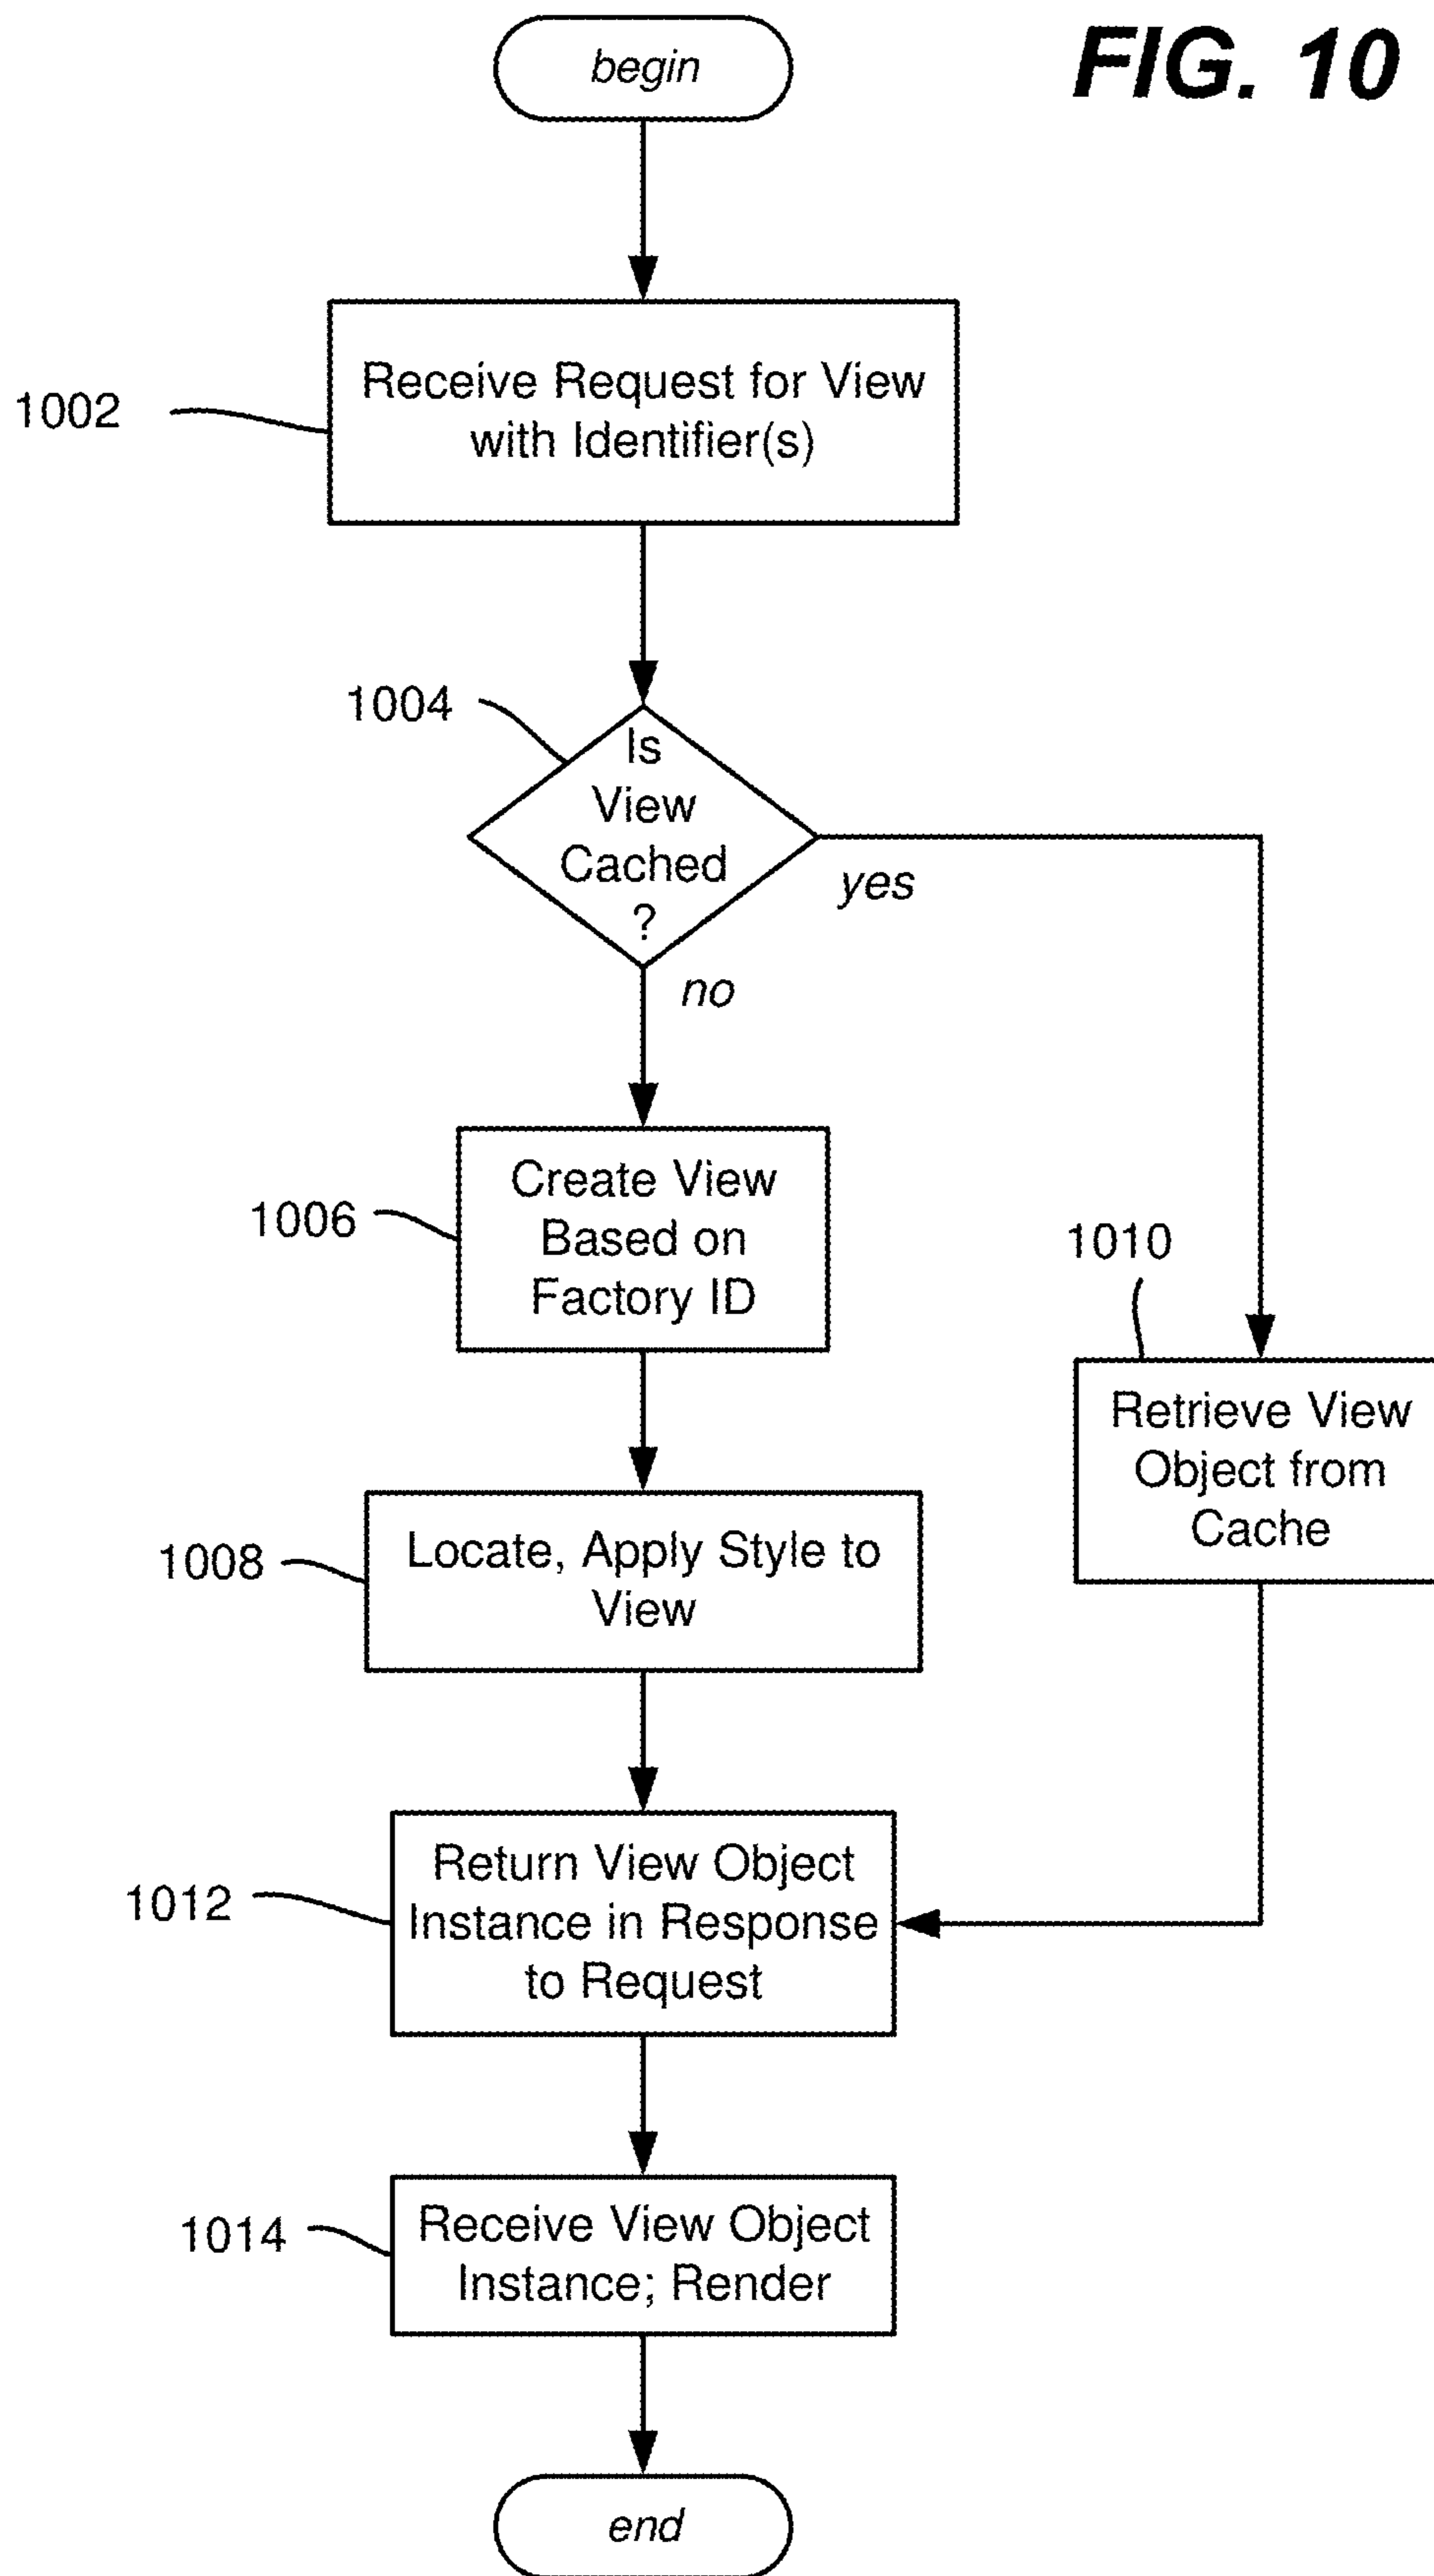 FIG. 10
begin
1002
Receive Request for View
with Identifier(s)
1004
Is
View
Cached
?
yes
no
1006
Create View
Based on
Factory ID
1010
Retrieve View
Object from
Cache
1008
Locate, Apply Style to
View
1012
Return View Object
Instance in Response
to Request
1014
Receive View Object
Instance; Render
end